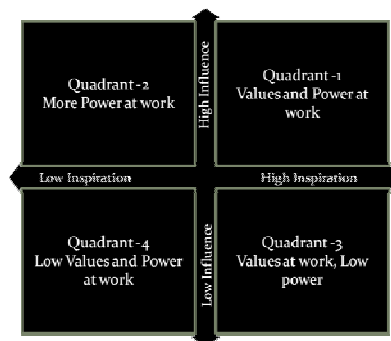 Quadrant -2
More Power at work
High Influence
Quadrant -1
Values and Power at
work
Low Inspiration
High Inspiration
Quadrant -4
Low Values and Power
at work
Low Influence
Quadrant -3
Values at work, Low
power